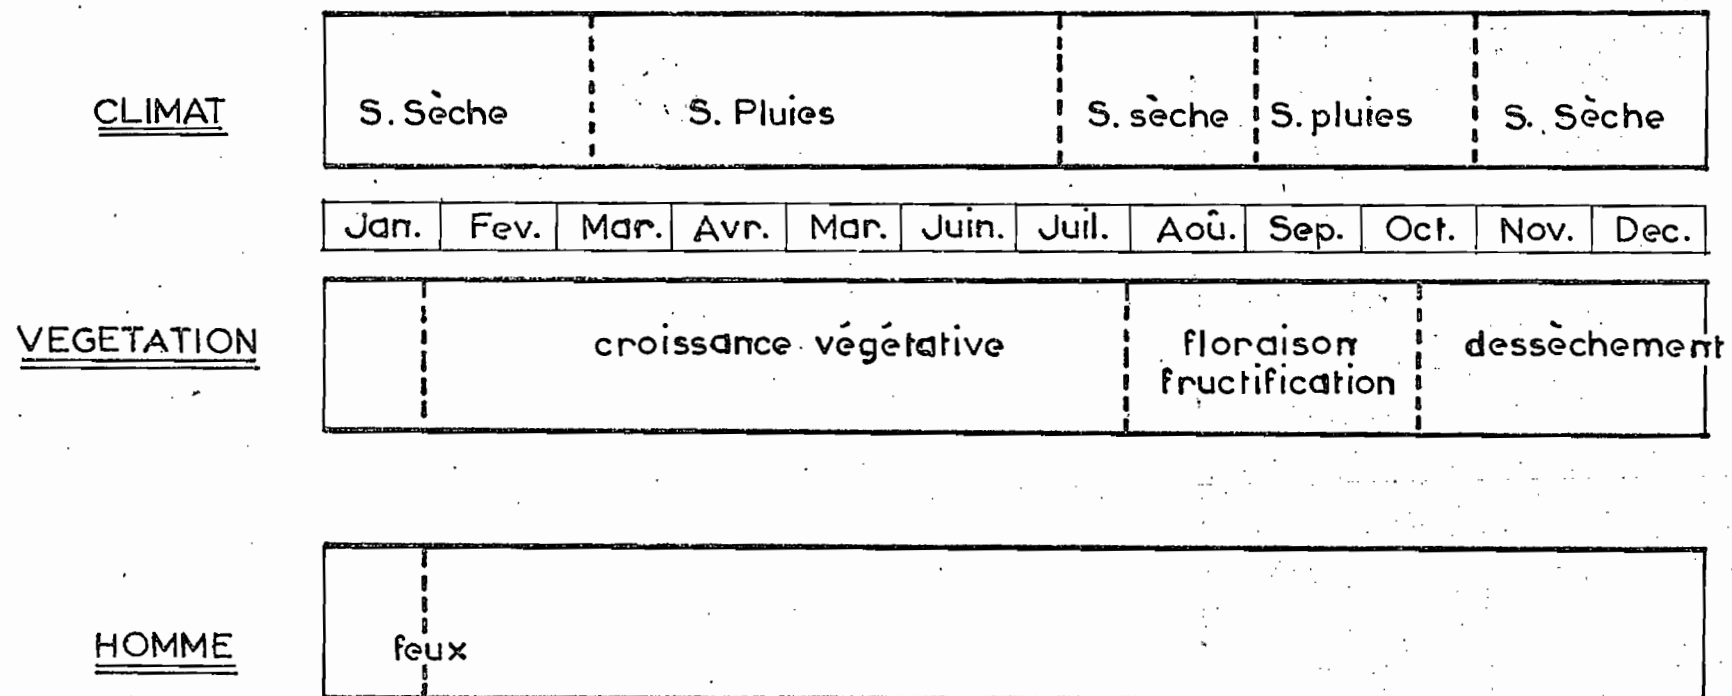 CLIMAT
S. Sèche
S. Pluies
S. sèche
S. pluies
S. Sèche
Jan. Fev. Mar. Avr. Mar. Juin. Juil. Aoû. Sep. Oct. Nov. Dec.
VEGETATION
croissance végétative
floraison
fructification
dessèchement
HOMME
feux